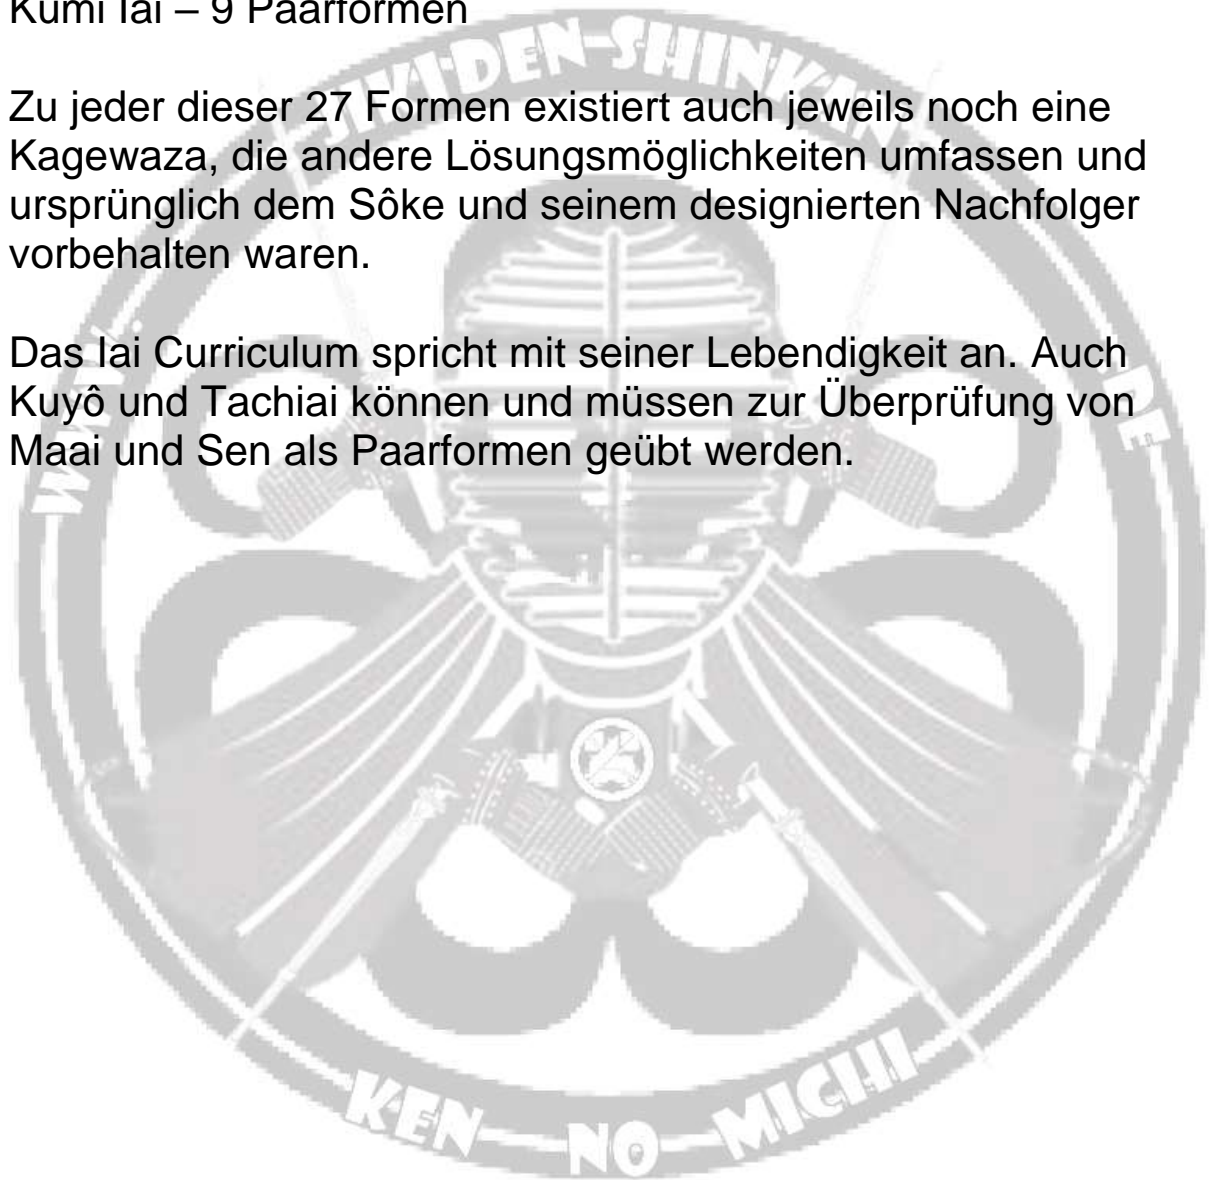 Kumi Iai – 9 Paarformen
Zu jeder dieser 27 Formen existiert auch jeweils noch eine
Kagewaza, die andere Lösungsmöglichkeiten umfassen und
ursprünglich dem Sôke und seinem designierten Nachfolger
vorbehalten waren.
Das Iai Curriculum spricht mit seiner Lebendigkeit an. Auch
Kuyô und Tachiai können und müssen zur Überprüfung von
Maai und Sen als Paarformen geübt werden.
KEN NO MICHI